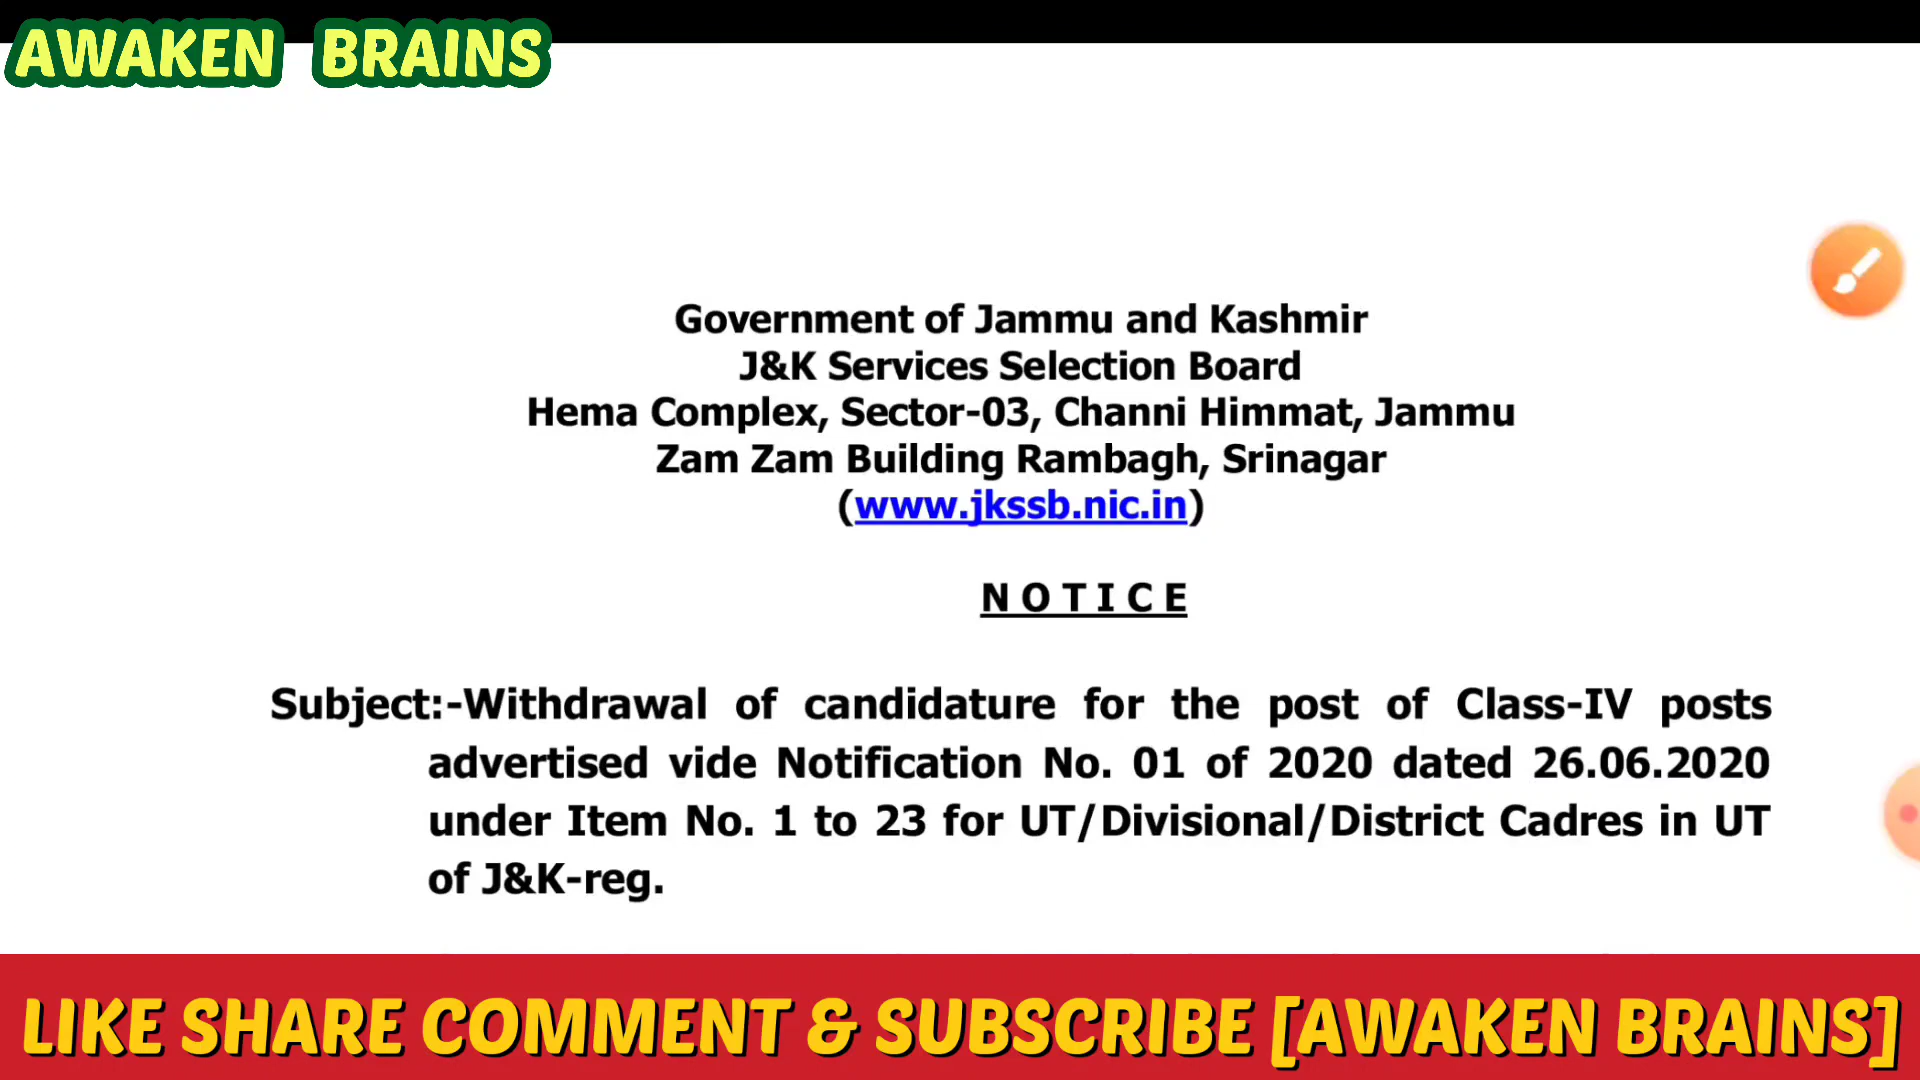 AWAKEN BRAINS
Government of Jammu and Kashmir
J&K Services Selection Board
Hema Complex, Sector-03, Channi Himmat, Jammu
Zam Zam Building Rambagh, Srinagar
(www.jkssb.nic.in)
N O T I C E
Subject:-Withdrawal of candidature for the post of Class-IV posts
advertised vide Notification No. 01 of 2020 dated 26.06.2020
under Item No. 1 to 23 for UT/Divisional/District Cadres in UT
of J&K-reg.
LIKE SHARE COMMENT & SUBSCRIBE [AWAKEN BRAINS]